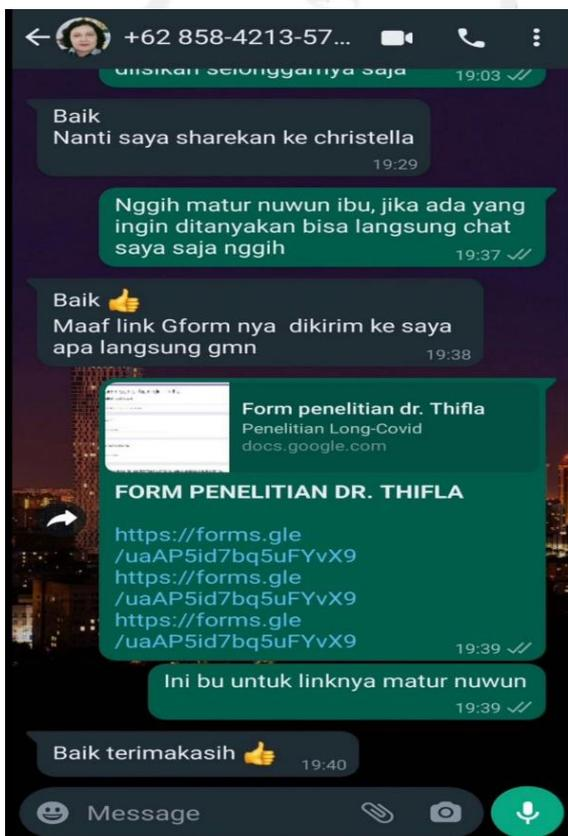 +62 858-4213-57...
diisikan selonggarnya saja
19:03
Baik
Nanti saya sharekan ke christella
19:29
Nggih matur nuwun ibu, jika ada yang
ingin ditanyakan bisa langsung chat
saya saja nggih
19:37
Baik 👍
Maaf link Gform nya dikirim ke saya
apa langsung gmn
19:38
Form penelitian dr. Thifla
Penelitian Long-Covid
docs.google.com
FORM PENELITIAN DR. THIFLA
https://forms.gle
/uaAP5id7bq5uFYvX9
https://forms.gle
/uaAP5id7bq5uFYvX9
https://forms.gle
/uaAP5id7bq5uFYvX9
19:39
Ini bu untuk linknya matur nuwun
19:39
Baik terimakasih 👍
19:40
Message